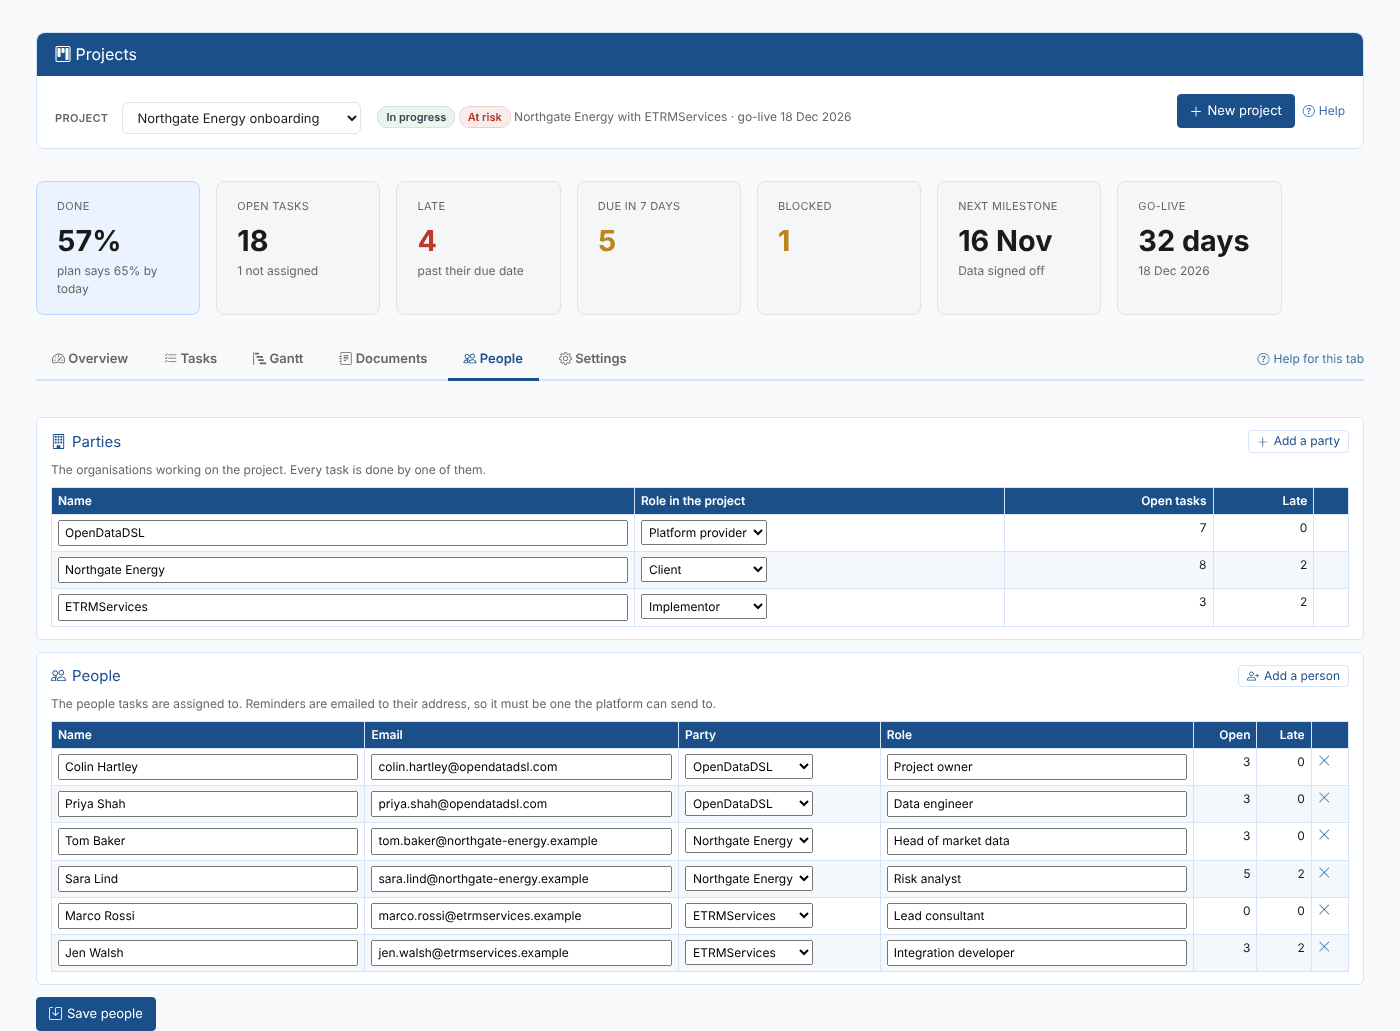 Projects
PROJECT Northgate Energy onboarding In progress At risk Northgate Energy with ETRMServices · go-live 18 Dec 2026 + New project Help
DONE
57%
plan says 65% by
today
OPEN TASKS
18
1 not assigned
LATE
4
past their due date
DUE IN 7 DAYS
5
BLOCKED
1
NEXT MILESTONE
16 Nov
Data signed off
GO-LIVE
32 days
18 Dec 2026
Overview Tasks Gantt Documents People Settings Help for this tab
Parties + Add a party
The organisations working on the project. Every task is done by one of them.
Name Role in the project Open tasks Late
OpenDataDSL Platform provider 7 0
Northgate Energy Client 8 2
ETRMServices Implementor 3 2
People Add a person
The people tasks are assigned to. Reminders are emailed to their address, so it must be one the platform can send to.
Name Email Party Role Open Late
Colin Hartley colin.hartley@opendatadsl.com OpenDataDSL Project owner 3 0
Priya Shah priya.shah@opendatadsl.com OpenDataDSL Data engineer 3 0
Tom Baker tom.baker@northgate-energy.example Northgate Energy Head of market data 3 0
Sara Lind sara.lind@northgate-energy.example Northgate Energy Risk analyst 5 2
Marco Rossi marco.rossi@etrmservices.example ETRMServices Lead consultant 0 0
Jen Walsh jen.walsh@etrmservices.example ETRMServices Integration developer 3 2
Save people